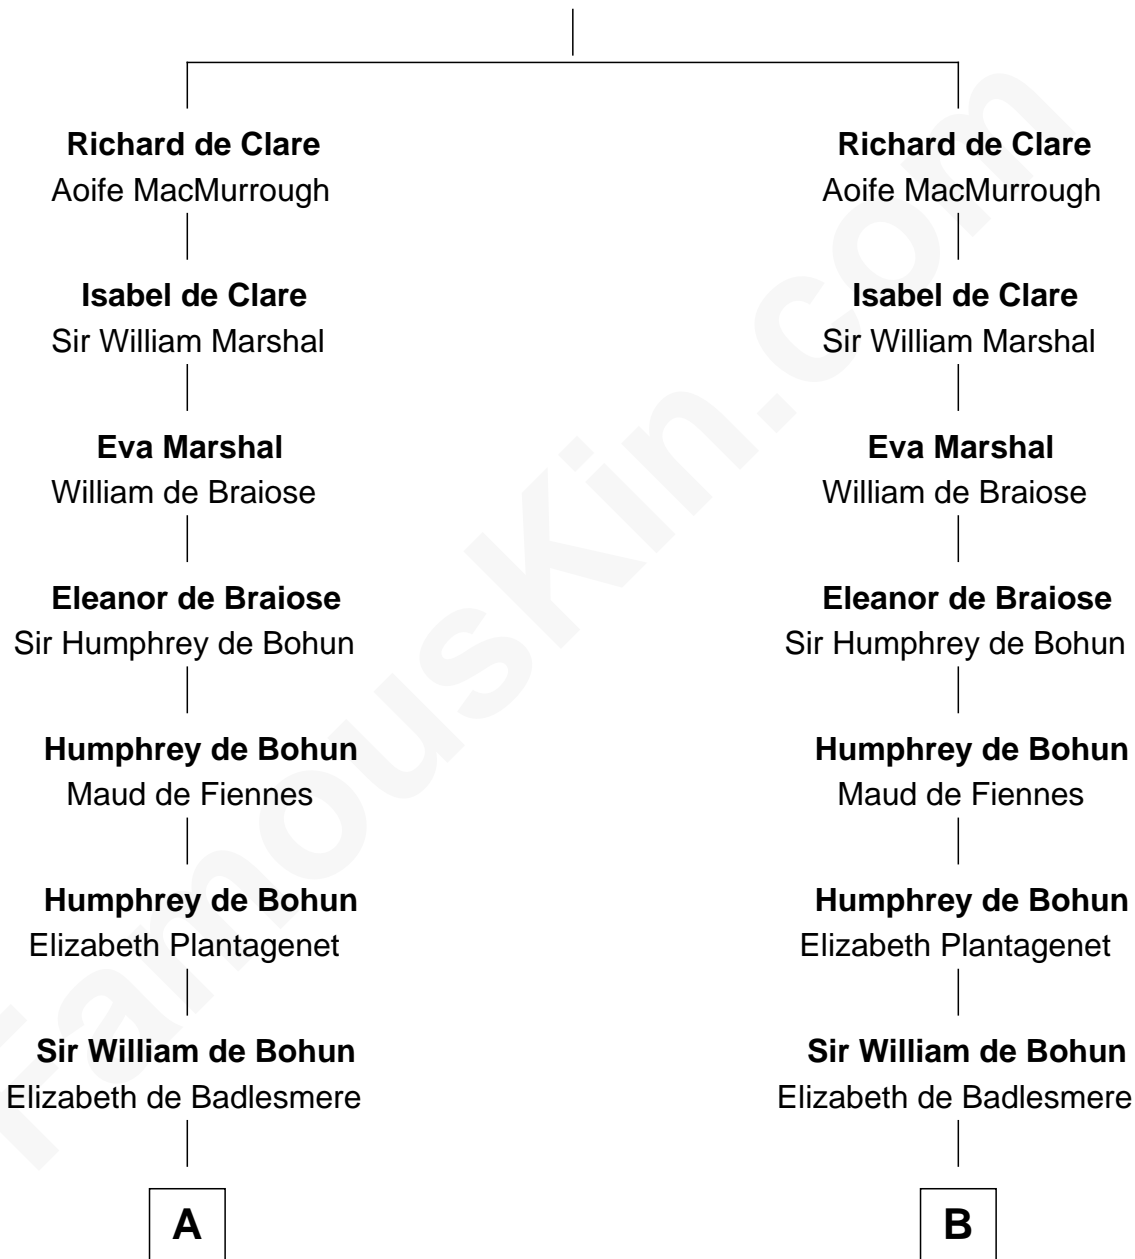 Richard de Clare
Aoife MacMurrough
Isabel de Clare
Sir William Marshal
Eva Marshal
William de Braiose
Eleanor de Braiose
Sir Humphrey de Bohun
Humphrey de Bohun
Maud de Fiennes
Humphrey de Bohun
Elizabeth Plantagenet
Sir William de Bohun
Elizabeth de Badlesmere
A
Richard de Clare
Aoife MacMurrough
Isabel de Clare
Sir William Marshal
Eva Marshal
William de Braiose
Eleanor de Braiose
Sir Humphrey de Bohun
Humphrey de Bohun
Maud de Fiennes
Humphrey de Bohun
Elizabeth Plantagenet
Sir William de Bohun
Elizabeth de Badlesmere
B
FamousKin.com